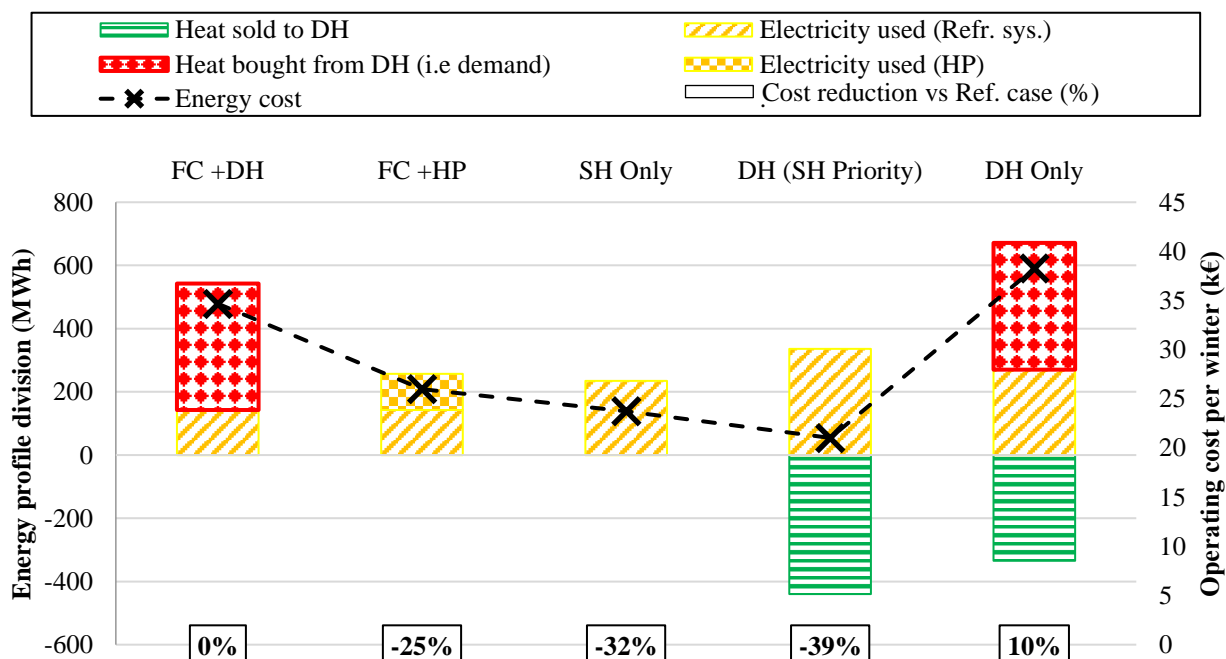 Heat sold to DH
Electricity used (Refr. sys.)
Heat bought from DH (i.e demand)
Electricity used (HP)
Energy cost
Cost reduction vs Ref. case (%)
FC +DH
FC +HP
SH Only
DH (SH Priority)
DH Only
Energy profile division (MWh)
800
600
400
200
0
-200
-400
-600
45
40
35
30
25
20
15
10
5
0
Operating cost per winter (k€)
0%
-25%
-32%
-39%
10%